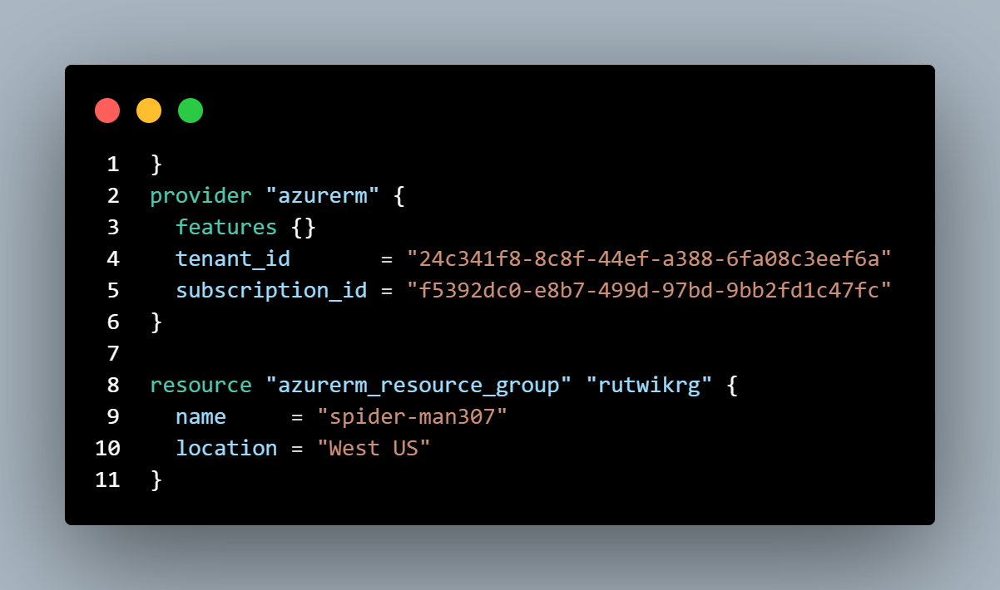 1 }
2 provider "azurerm" {
3   features {}
4   tenant_id       = "24c341f8-8c8f-44ef-a388-6fa08c3eef6a"
5   subscription_id = "f5392dc0-e8b7-499d-97bd-9bb2fd1c47fc"
6 }
7
8 resource "azurerm_resource_group" "rutwikrg" {
9   name     = "spider-man307"
10   location = "West US"
11 }